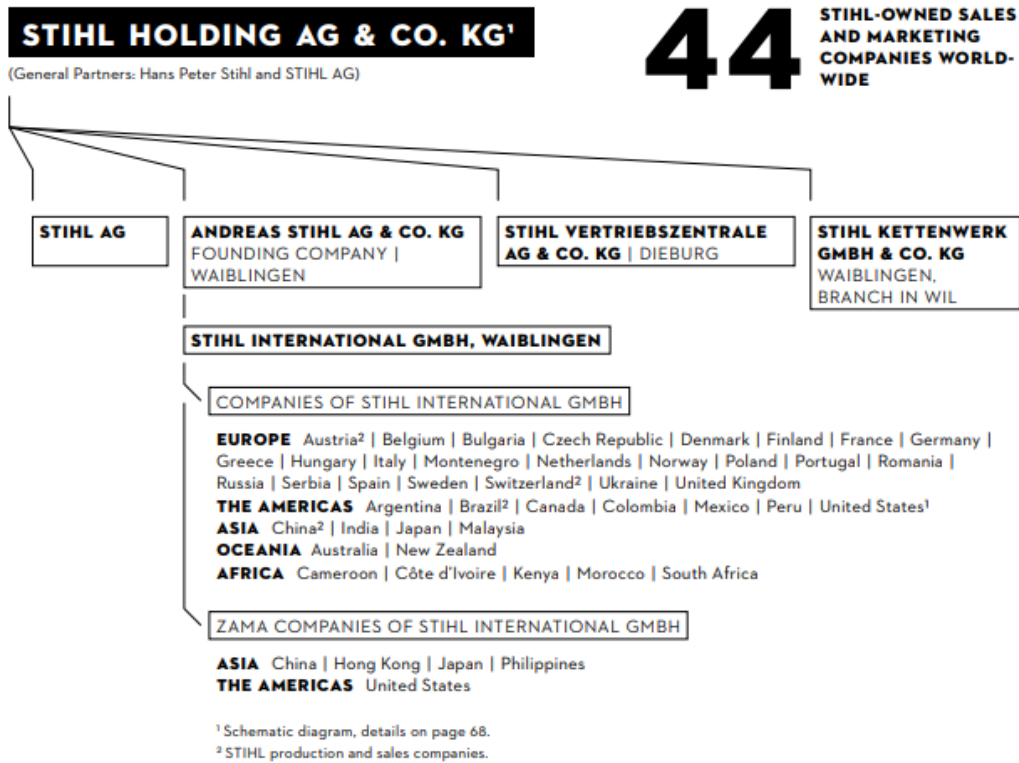 STIHL HOLDING AG & CO. KG¹
(General Partners: Hans Peter Stihl and STIHL AG)
44
STIHL-OWNED SALES
AND MARKETING
COMPANIES WORLD-
WIDE
STIHL AG
ANDREAS STIHL AG & CO. KG
FOUNDING COMPANY |
WAIBLINGEN
STIHL VERTRIEBSZENTRALE
AG & CO. KG | DIEBURG
STIHL KETTENWERK
GMBH & CO. KG
WAIBLINGEN,
BRANCH IN WIL
STIHL INTERNATIONAL GMBH, WAIBLINGEN
COMPANIES OF STIHL INTERNATIONAL GMBH
EUROPE Austria² | Belgium | Bulgaria | Czech Republic | Denmark | Finland | France | Germany |
Greece | Hungary | Italy | Montenegro | Netherlands | Norway | Poland | Portugal | Romania |
Russia | Serbia | Spain | Sweden | Switzerland² | Ukraine | United Kingdom
THE AMERICAS Argentina | Brazil² | Canada | Colombia | Mexico | Peru | United States¹
ASIA China² | India | Japan | Malaysia
OCEANIA Australia | New Zealand
AFRICA Cameroon | Côte d'Ivoire | Kenya | Morocco | South Africa
ZAMA COMPANIES OF STIHL INTERNATIONAL GMBH
ASIA China | Hong Kong | Japan | Philippines
THE AMERICAS United States
¹ Schematic diagram, details on page 68.
² STIHL production and sales companies.